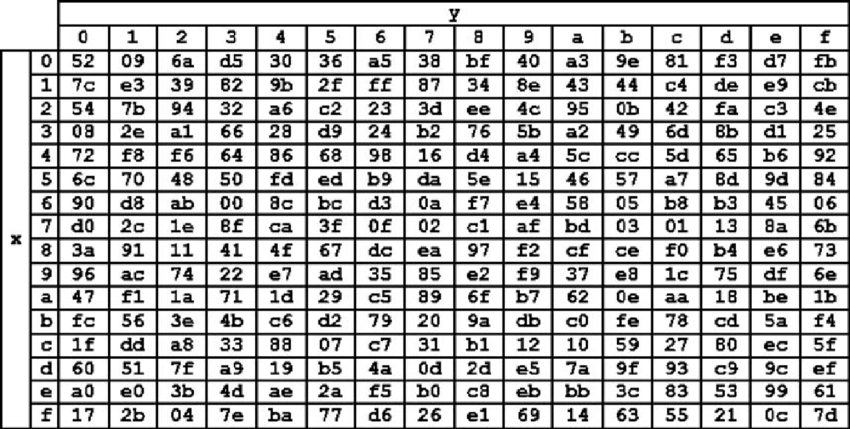 y
0 1 2 3 4 5 6 7 8 9 a b c d e f
0 52 09 6a d5 30 36 a5 38 bf 40 a3 9e 81 f3 d7 fb
1 7c e3 39 82 9b 2f ff 87 34 8e 43 44 c4 de e9 cb
2 54 7b 94 32 a6 c2 23 3d ee 4c 95 0b 42 fa c3 4e
3 08 2e a1 66 28 d9 24 b2 76 5b a2 49 6d 8b d1 25
4 72 f8 f6 64 86 68 98 16 d4 a4 5c cc 5d 65 b6 92
5 6c 70 48 50 fd ed b9 da 5e 15 46 57 a7 8d 9d 84
6 90 d8 ab 00 8c bc d3 0a f7 e4 58 05 b8 b3 45 06
7 d0 2c 1e 8f ca 3f 0f 02 c1 af bd 03 01 13 8a 6b
x
8 3a 91 11 41 4f 67 dc ea 97 f2 cf ce f0 b4 e6 73
9 96 ac 74 22 e7 ad 35 85 e2 f9 37 e8 1c 75 df 6e
a 47 f1 1a 71 1d 29 c5 89 6f b7 62 0e aa 18 be 1b
b fc 56 3e 4b c6 d2 79 20 9a db c0 fe 78 cd 5a f4
c 1f dd a8 33 88 07 c7 31 b1 12 10 59 27 80 ec 5f
d 60 51 7f a9 19 b5 4a 0d 2d e5 7a 9f 93 c9 9c ef
e a0 e0 3b 4d ae 2a f5 b0 c8 eb bb 3c 83 53 99 61
f 17 2b 04 7e ba 77 d6 26 e1 69 14 63 55 21 0c 7d